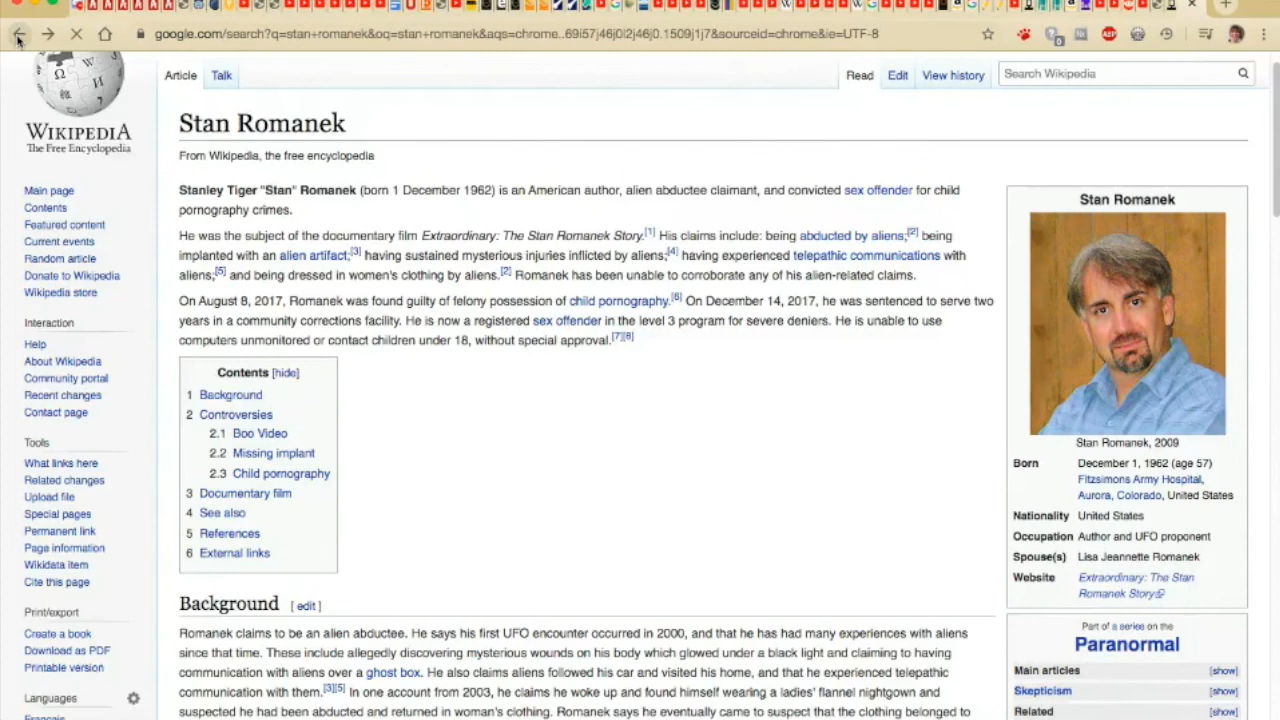 google.com/search?q=stan+romanek&oq=stan+romanek&aqs=chrome..69i57j46j0l2j46j0.1509j1j7&sourceid=chrome&ie=UTF-8
WIKIPEDIA
The Free Encyclopedia
Main page
Contents
Featured content
Current events
Random article
Donate to Wikipedia
Wikipedia store
Interaction
Help
About Wikipedia
Community portal
Recent changes
Contact page
Tools
What links here
Related changes
Upload file
Special pages
Permanent link
Page information
Wikidata item
Cite this page
Print/export
Create a book
Download as PDF
Printable version
Languages
Français
Article Talk
Read Edit View history
Search Wikipedia
Stan Romanek
From Wikipedia, the free encyclopedia
Stanley Tiger "Stan" Romanek (born 1 December 1962) is an American author, alien abductee claimant, and convicted sex offender for child
pornography crimes.
He was the subject of the documentary film Extraordinary: The Stan Romanek Story.[1] His claims include: being abducted by aliens;[2] being
implanted with an alien artifact;[3] having sustained mysterious injuries inflicted by aliens;[4] having experienced telepathic communications with
aliens;[5] and being dressed in women's clothing by aliens.[2] Romanek has been unable to corroborate any of his alien-related claims.
On August 8, 2017, Romanek was found guilty of felony possession of child pornography.[6] On December 14, 2017, he was sentenced to serve two
years in a community corrections facility. He is now a registered sex offender in the level 3 program for severe deniers. He is unable to use
computers unmonitored or contact children under 18, without special approval.[7][8]
Contents [hide]
1 Background
2 Controversies
2.1 Boo Video
2.2 Missing implant
2.3 Child pornography
3 Documentary film
4 See also
5 References
6 External links
Background [ edit ]
Romanek claims to be an alien abductee. He says his first UFO encounter occurred in 2000, and that he has had many experiences with aliens
since that time. These include allegedly discovering mysterious wounds on his body which glowed under a black light and claiming to having
communication with aliens over a ghost box. He also claims aliens followed his car and visited his home, and that he experienced telepathic
communication with them.[3][5] In one account from 2003, he claims he woke up and found himself wearing a ladies' flannel nightgown and
suspected he had been abducted and returned in woman's clothing. Romanek says he eventually came to suspect that the clothing belonged to
Stan Romanek
Stan Romanek, 2009
Born December 1, 1962 (age 57)
Fitzsimons Army Hospital,
Aurora, Colorado, United States
Nationality United States
Occupation Author and UFO proponent
Spouse(s) Lisa Jeannette Romanek
Website Extraordinary: The Stan
Romanek Story
Part of a series on the
Paranormal
Main articles [show]
Skepticism [show]
Related [show]